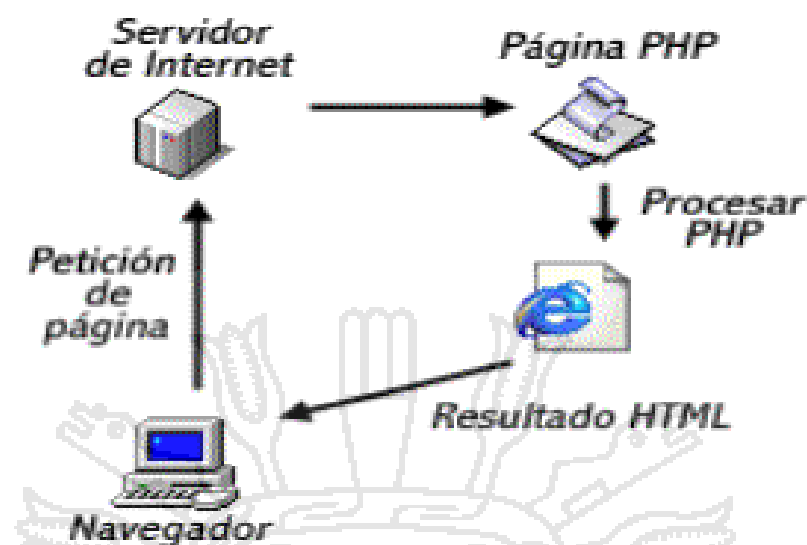 Servidor
de Internet
Página PHP
Procesar
PHP
Petición
de
página
Resultado HTML
Navegador